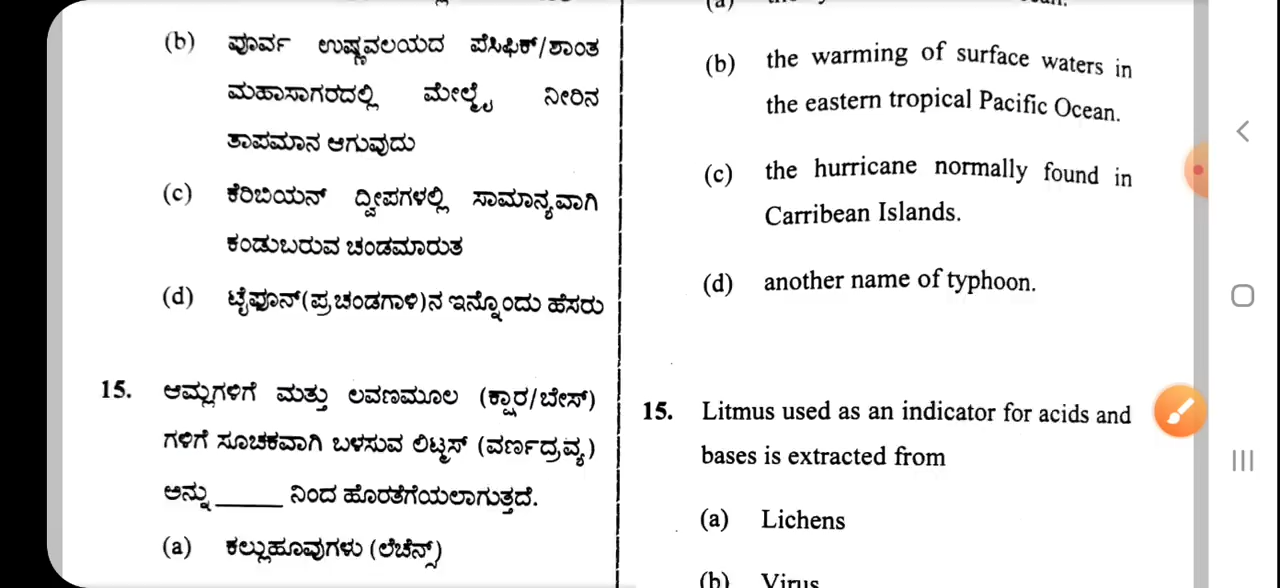 (b) ಪೂರ್ವ ಉಷ್ಣವಲಯದ ಪೆಸಿಫಿಕ್/ಶಾಂತ
ಮಹಾಸಾಗರದಲ್ಲಿ ಮೇಲ್ಮೈ ನೀರಿನ
ತಾಪಮಾನ ಆಗುವುದು
(c) ಕೆರಿಬಿಯನ್ ದ್ವೀಪಗಳಲ್ಲಿ ಸಾಮಾನ್ಯವಾಗಿ
ಕಂಡುಬರುವ ಚಂಡಮಾರುತ
(d) ಟೈಫೂನ್(ಪ್ರಚಂಡಗಾಳಿ)ನ ಇನ್ನೊಂದು ಹೆಸರು
15. ಆಮ್ಲಗಳಿಗೆ ಮತ್ತು ಲವಣಮೂಲ (ಕ್ಷಾರ/ಬೇಸ್)
ಗಳಿಗೆ ಸೂಚಕವಾಗಿ ಬಳಸುವ ಲಿಟ್ಮಸ್ (ವರ್ಣದ್ರವ್ಯ)
ಅನ್ನು ______ ನಿಂದ ಹೊರತೆಗೆಯಲಾಗುತ್ತದೆ.
(a) ಕಲ್ಲುಹೂವುಗಳು (ಲೆಚೆನ್ಸ್)
(a)
(b) the warming of surface waters in
the eastern tropical Pacific Ocean.
(c) the hurricane normally found in
Carribean Islands.
(d) another name of typhoon.
15. Litmus used as an indicator for acids and
bases is extracted from
(a) Lichens
(b) Virus